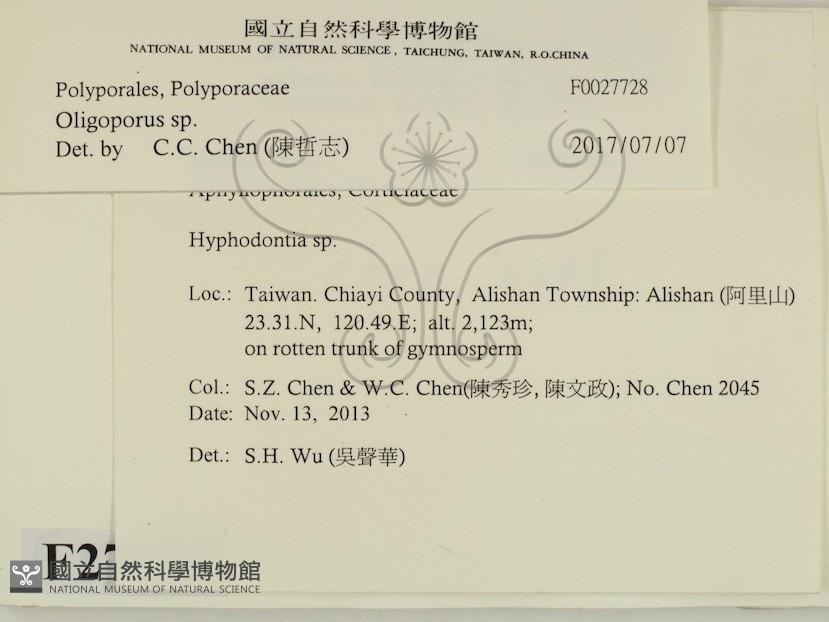 國立自然科學博物館
NATIONAL MUSEUM OF NATURAL SCIENCE, TAICHUNG, TAIWAN, R.O.CHINA
Polyporales, Polyporaceae F0027728
Oligoporus sp.
Det. by C.C. Chen (陳哲志) 2017/07/07
Aphyllophorales, Corticiaceae
Hyphodontia sp.
Loc.: Taiwan. Chiayi County, Alishan Township: Alishan (阿里山)
23.31.N, 120.49.E; alt. 2,123m;
on rotten trunk of gymnosperm
Col.: S.Z. Chen & W.C. Chen(陳秀珍, 陳文政); No. Chen 2045
Date: Nov. 13, 2013
Det.: S.H. Wu (吳聲華)
國立自然科學博物館
NATIONAL MUSEUM OF NATURAL SCIENCE